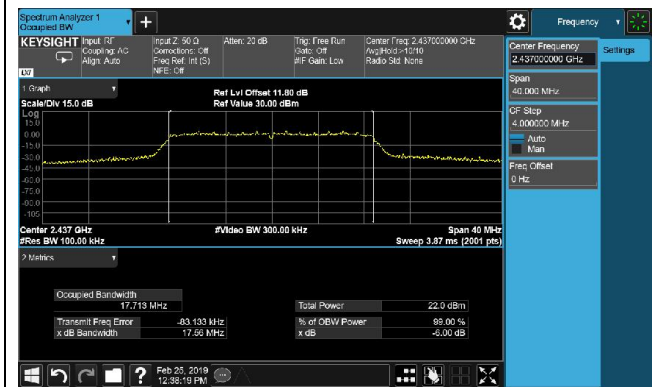 Spectrum Analyzer 1
Occupied BW
+
Frequency
KEYSIGHT
Input: RF
Coupling: AC
Align: Auto
Input Z: 50 Ω
Corrections: Off
Freq Ref: Int (S)
NFE: Off
Atten: 20 dB
Trig: Free Run
Gate: Off
#IF Gain: Low
Center Freq: 2.437000000 GHz
Avg|Hold:>10/10
Radio Std: None
LXI
Center Frequency
2.437000000 GHz
Settings
Span
40.000 MHz
CF Step
4.000000 MHz
Auto
Man
Freq Offset
0 Hz
1 Graph
Scale/Div 15.0 dB
Ref Lvl Offset 11.80 dB
Ref Value 30.00 dBm
Log
15.0
0.00
-15.0
-30.0
-45.0
-60.0
-75.0
-90.0
-105
Center 2.437 GHz
#Res BW 100.00 kHz
#Video BW 300.00 kHz
Span 40 MHz
Sweep 3.87 ms (2001 pts)
2 Metrics
Occupied Bandwidth
17.713 MHz
Total Power
22.0 dBm
Transmit Freq Error
-83.133 kHz
% of OBW Power
99.00 %
x dB Bandwidth
17.56 MHz
x dB
-6.00 dB
?
Feb 25, 2019
12:38:19 PM